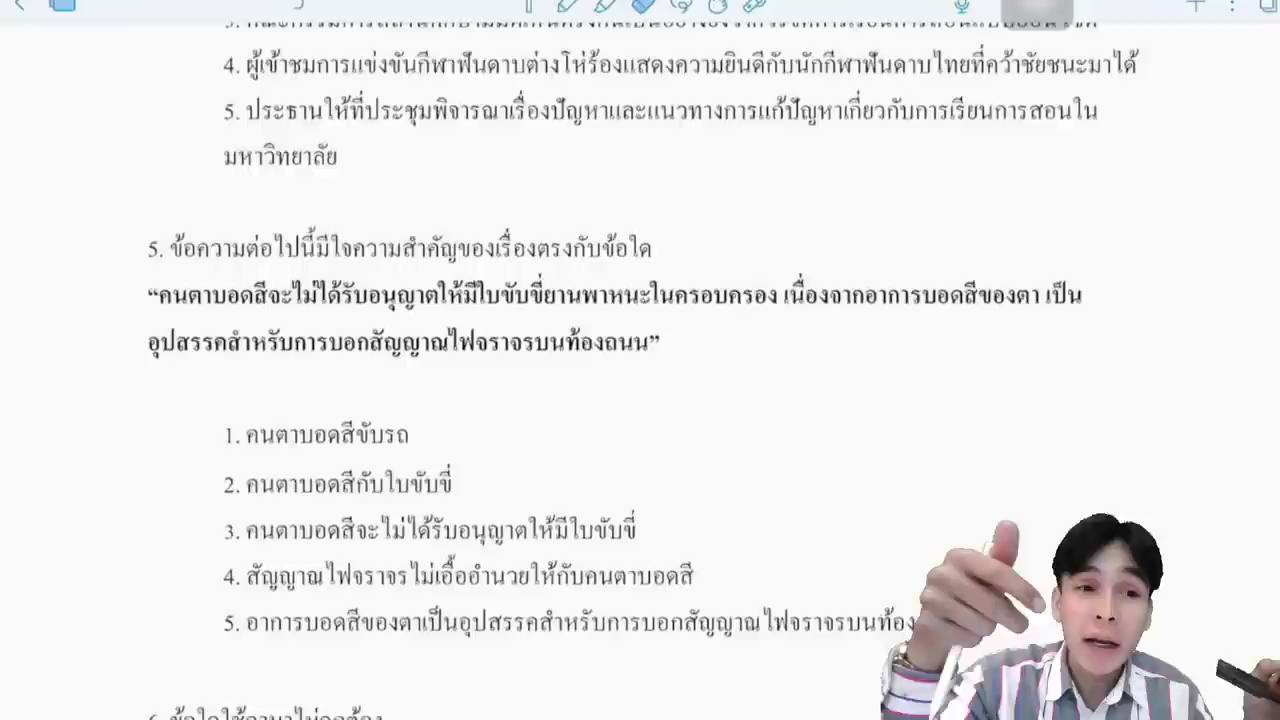 4. ผู้เข้าชมการแข่งขันกีฬาฟันดาบต่างโห่ร้องแสดงความยินดีกับนักกีฬาฟันดาบไทยที่คว้าชัยชนะมาได้
5. ประธานให้ที่ประชุมพิจารณาเรื่องปัญหาและแนวทางการแก้ปัญหาเกี่ยวกับการเรียนการสอนใน
มหาวิทยาลัย
5. ข้อความต่อไปนี้มีใจความสำคัญของเรื่องตรงกับข้อใด
“คนตาบอดสีจะไม่ได้รับอนุญาตให้มีใบขับขี่ยานพาหนะในครอบครอง เนื่องจากอาการบอดสีของตา เป็น
อุปสรรคสำหรับการบอกสัญญาณไฟจราจรบนท้องถนน”
1. คนตาบอดสีขับรถ
2. คนตาบอดสีกับใบขับขี่
3. คนตาบอดสีจะไม่ได้รับอนุญาตให้มีใบขับขี่
4. สัญญาณไฟจราจรไม่เอื้ออำนวยให้กับคนตาบอดสี
5. อาการบอดสีของตาเป็นอุปสรรคสำหรับการบอกสัญญาณไฟจราจรบนท้อง